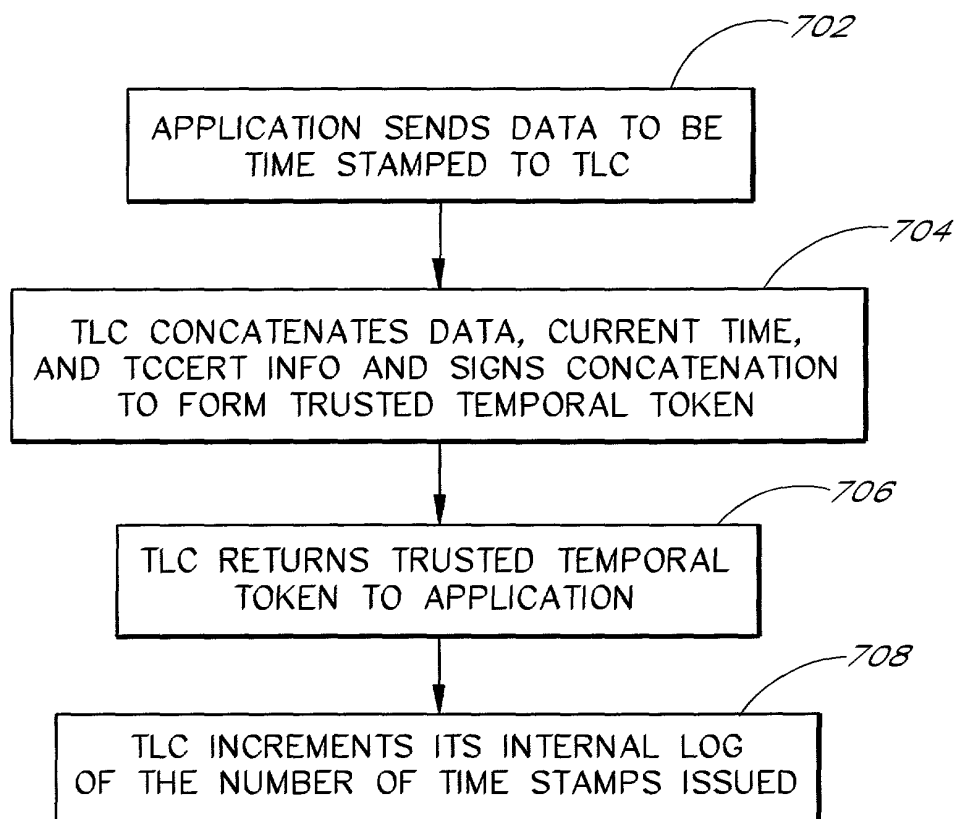 702
APPLICATION SENDS DATA TO BE
TIME STAMPED TO TLC
704
TLC CONCATENATES DATA, CURRENT TIME,
AND TCCERT INFO AND SIGNS CONCATENATION
TO FORM TRUSTED TEMPORAL TOKEN
706
TLC RETURNS TRUSTED TEMPORAL
TOKEN TO APPLICATION
708
TLC INCREMENTS ITS INTERNAL LOG
OF THE NUMBER OF TIME STAMPS ISSUED